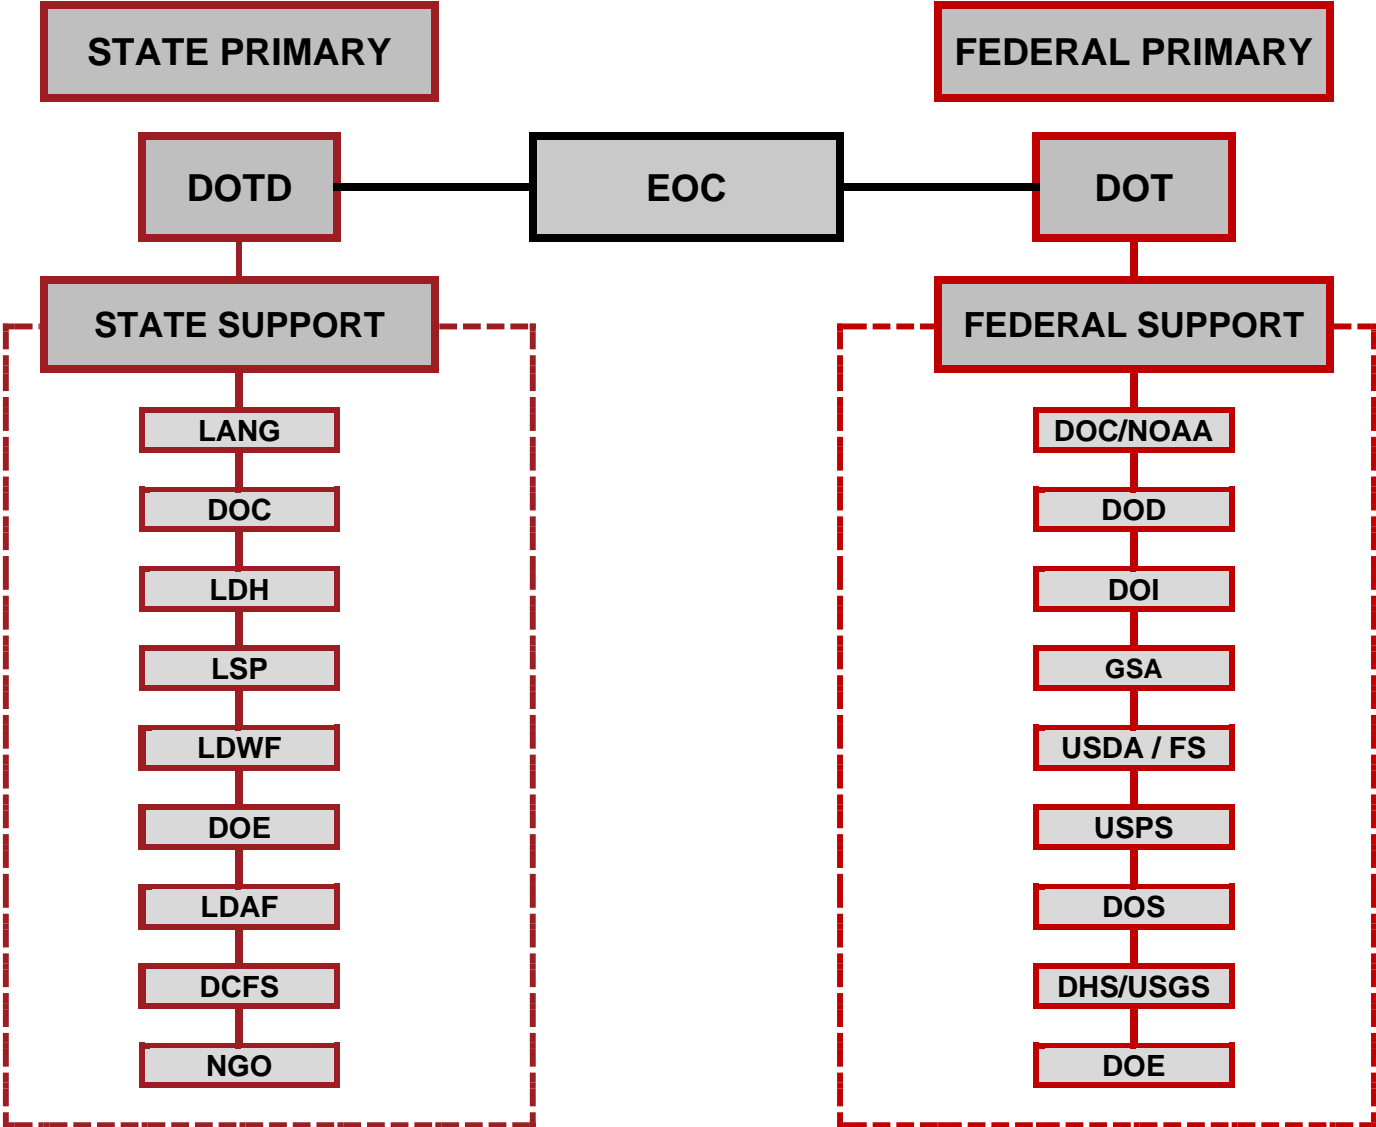 STATE PRIMARY
FEDERAL PRIMARY
DOTD
EOC
DOT
STATE SUPPORT
LANG
DOC
LDH
LSP
LDWF
DOE
LDAF
DCFS
NGO
FEDERAL SUPPORT
DOC/NOAA
DOD
DOI
GSA
USDA / FS
USPS
DOS
DHS/USGS
DOE